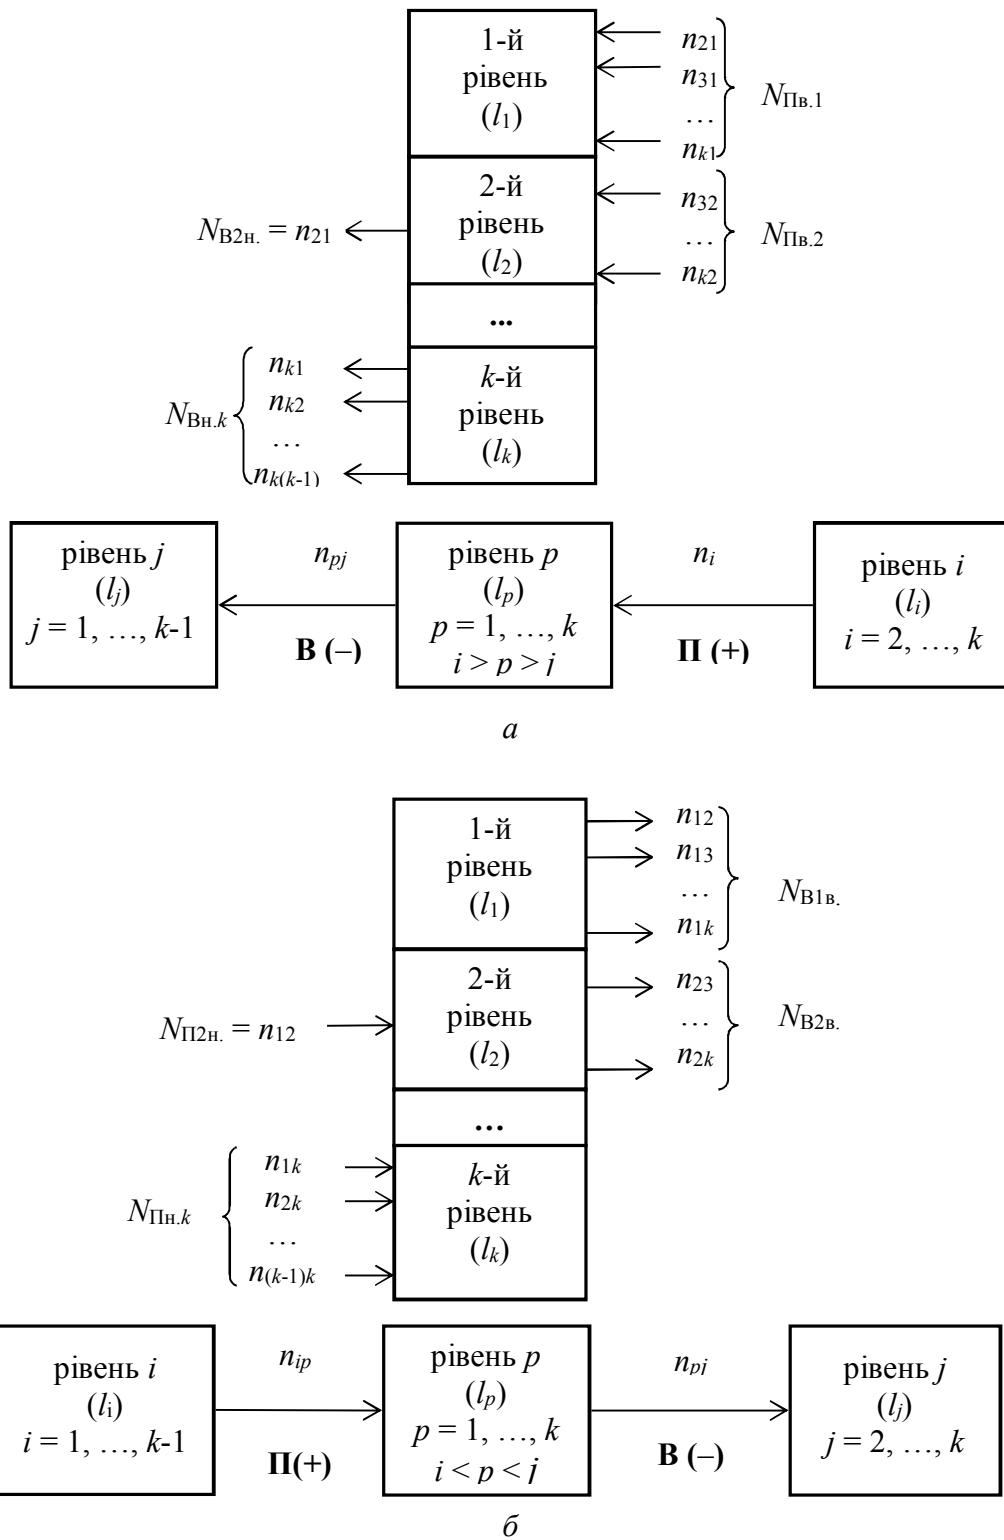 1-й
рівень
(l1)
n21
n31
…
nk1
NПв.1
2-й
рівень
(l2)
n32
…
nk2
NПв.2
NВ2н. = n21
...
k-й
рівень
(lk)
nk1
nk2
…
nk(k-1)
NВн.k
рівень j
(lj)
j = 1, …, k-1
npj
В (–)
рівень p
(lp)
p = 1, …, k
i > p > j
ni
П (+)
рівень i
(li)
i = 2, …, k
а
1-й
рівень
(l1)
n12
n13
…
n1k
NВ1в.
2-й
рівень
(l2)
n23
…
n2k
NВ2в.
NП2н. = n12
…
k-й
рівень
(lk)
n1k
n2k
…
n(k-1)k
NПн.k
рівень i
(li)
i = 1, …, k-1
nip
П(+)
рівень p
(lp)
p = 1, …, k
i < p < j
npj
В (–)
рівень j
(lj)
j = 2, …, k
б